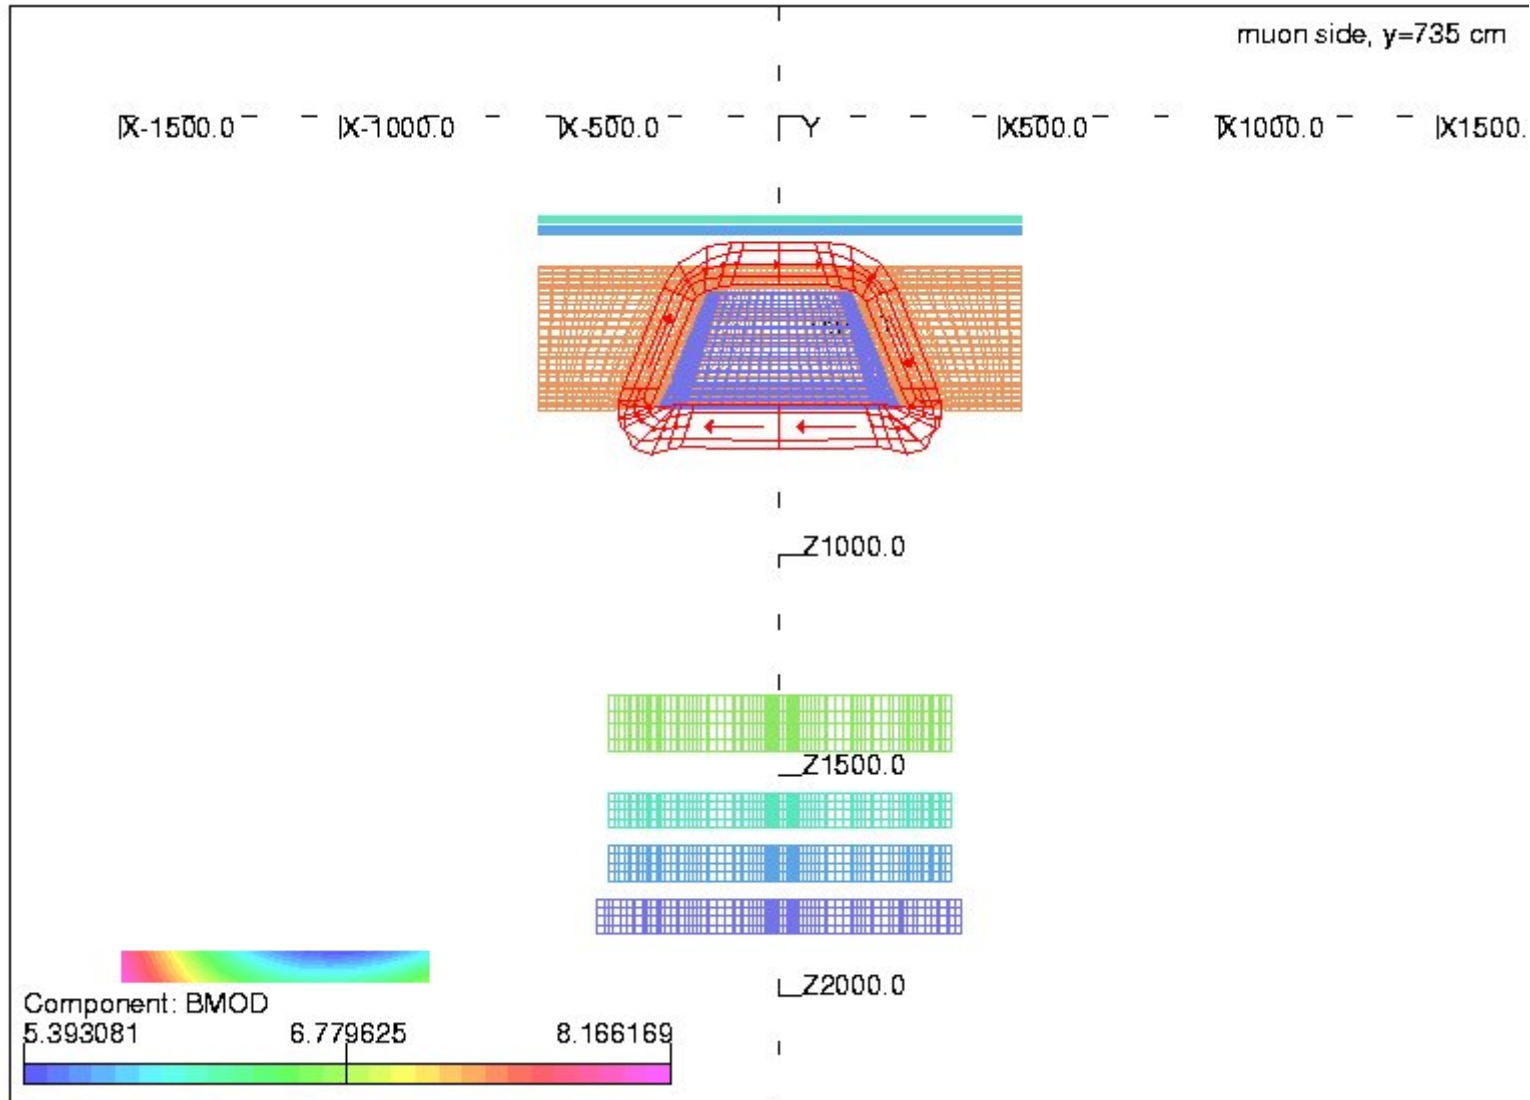 muon side, y=735 cm
X-1500.0 X-1000.0 X-500.0 Y X500.0 X1000.0 X1500.
Z1000.0
Z1500.0
Z2000.0
Component: BMOD
5.393081 6.779625 8.166169